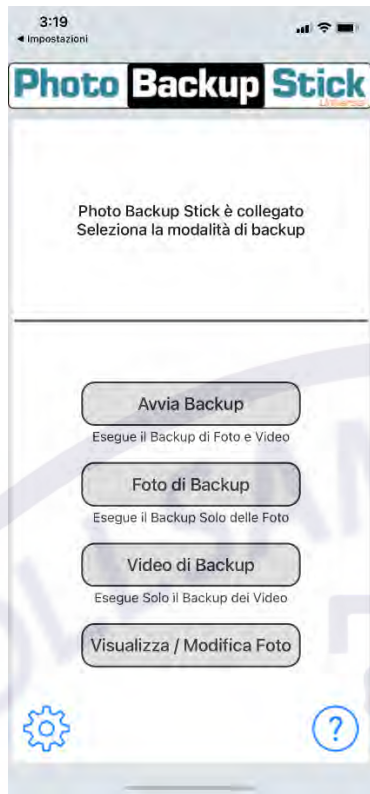 3:19
◀ Impostazioni
Photo Backup Stick
Universal
Photo Backup Stick è collegato
Seleziona la modalità di backup
Avvia Backup
Esegue il Backup di Foto e Video
Foto di Backup
Esegue il Backup Solo delle Foto
Video di Backup
Esegue Solo il Backup dei Video
Visualizza / Modifica Foto
?